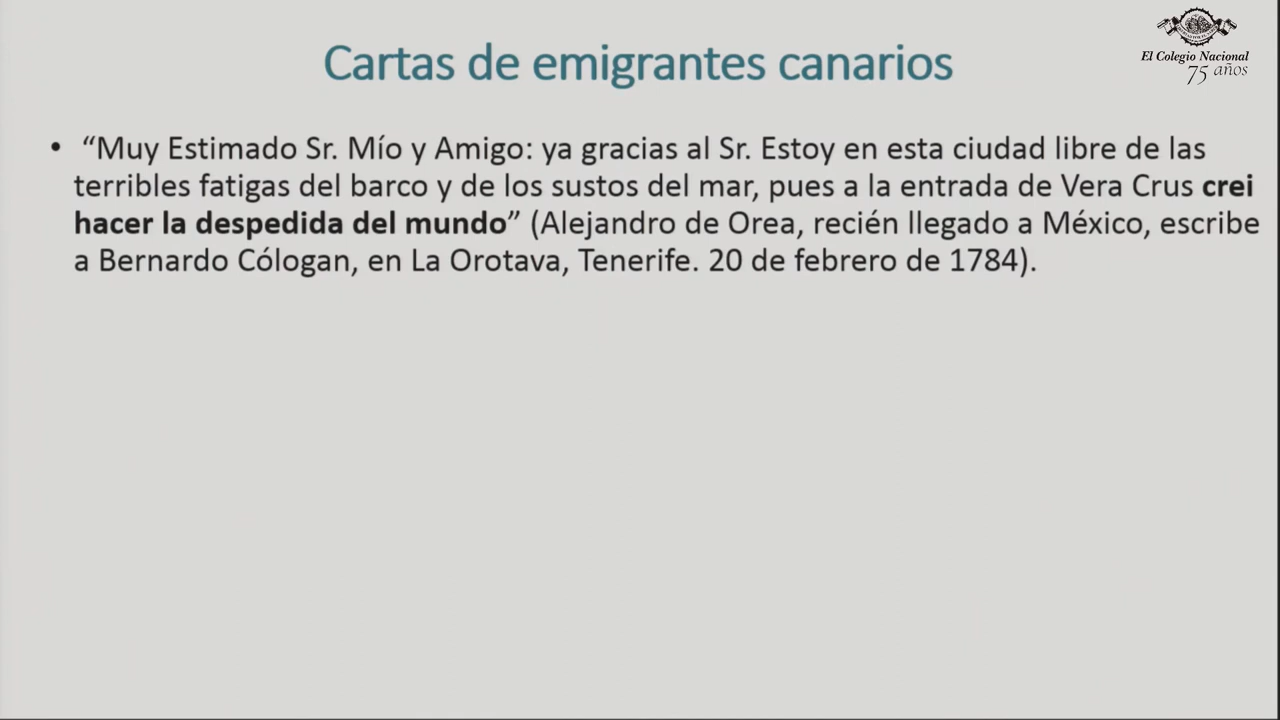 Cartas de emigrantes canarios
El Colegio Nacional
75 años
• “Muy Estimado Sr. Mío y Amigo: ya gracias al Sr. Estoy en esta ciudad libre de las
terribles fatigas del barco y de los sustos del mar, pues a la entrada de Vera Crus crei
hacer la despedida del mundo” (Alejandro de Orea, recién llegado a México, escribe
a Bernardo Cólogan, en La Orotava, Tenerife. 20 de febrero de 1784).